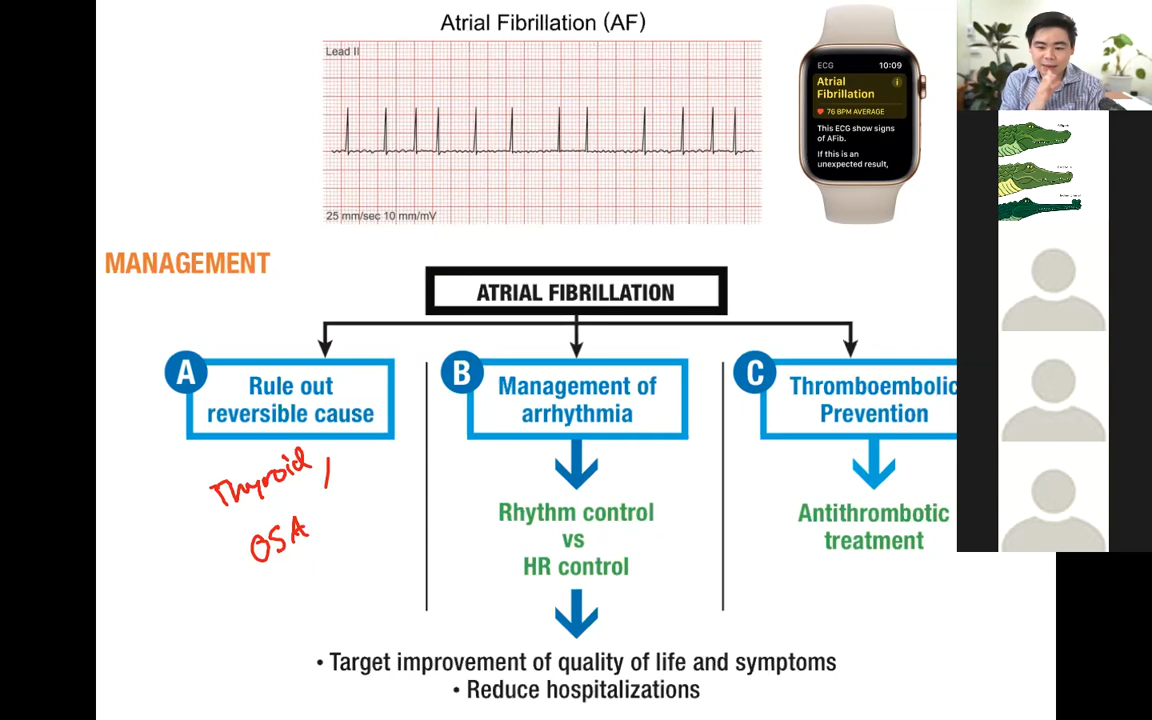 Atrial Fibrillation (AF)
Lead II
25 mm/sec 10 mm/mV
ECG 10:09
Atrial
Fibrillation
76 BPM AVERAGE
This ECG show signs
of AFib.
If this is an
unexpected result,
MANAGEMENT
ATRIAL FIBRILLATION
A
Rule out
reversible cause
Thyroid,
OSA
B
Management of
arrhythmia
Rhythm control
vs
HR control
C
Thromboembolic
Prevention
Antithrombotic
treatment
• Target improvement of quality of life and symptoms
• Reduce hospitalizations